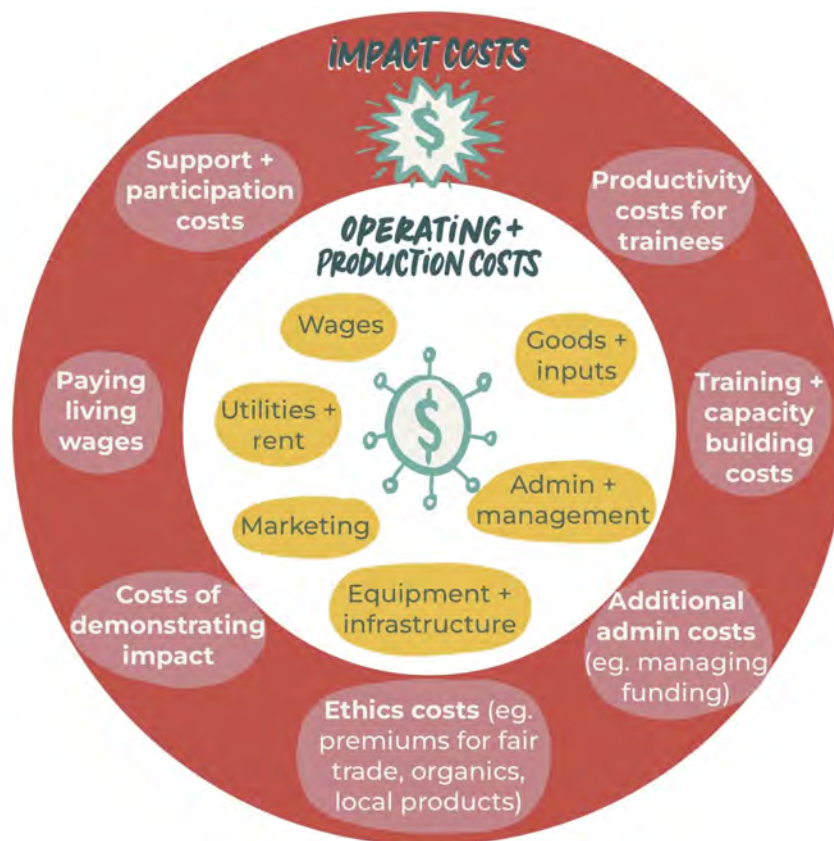 IMPACT COSTS
$
Support +
participation
costs
Productivity
costs for
trainees
OPERATING +
PRODUCTION COSTS
Wages
Goods +
inputs
Paying
living
wages
Utilities +
rent
$
Training +
capacity
building
costs
Marketing
Admin +
management
Costs of
demonstrating
impact
Equipment +
infrastructure
Additional
admin costs
(eg. managing
funding)
Ethics costs (eg.
premiums for fair
trade, organics,
local products)